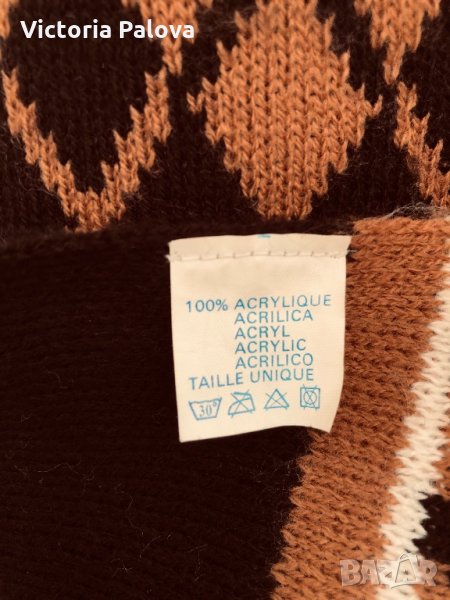 Victoria Palova
100% ACRYLIQUE
ACRILICA
ACRYL
ACRYLIC
ACRILICO
TAILLE UNIQUE
30°
BAZAR